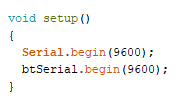 void setup()
{
  Serial.begin(9600);
  btSerial.begin(9600);
}